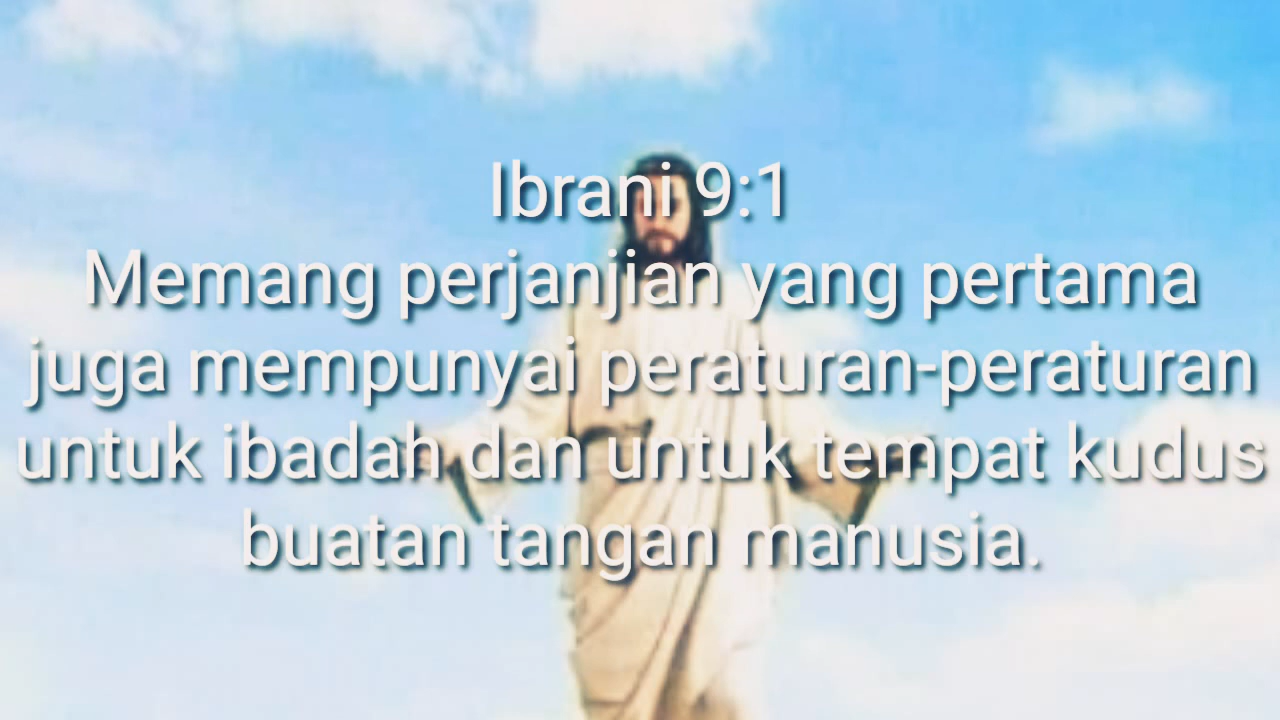 Ibrani 9:1
Memang perjanjian yang pertama
juga mempunyai peraturan-peraturan
untuk ibadah dan untuk tempat kudus
buatan tangan manusia.